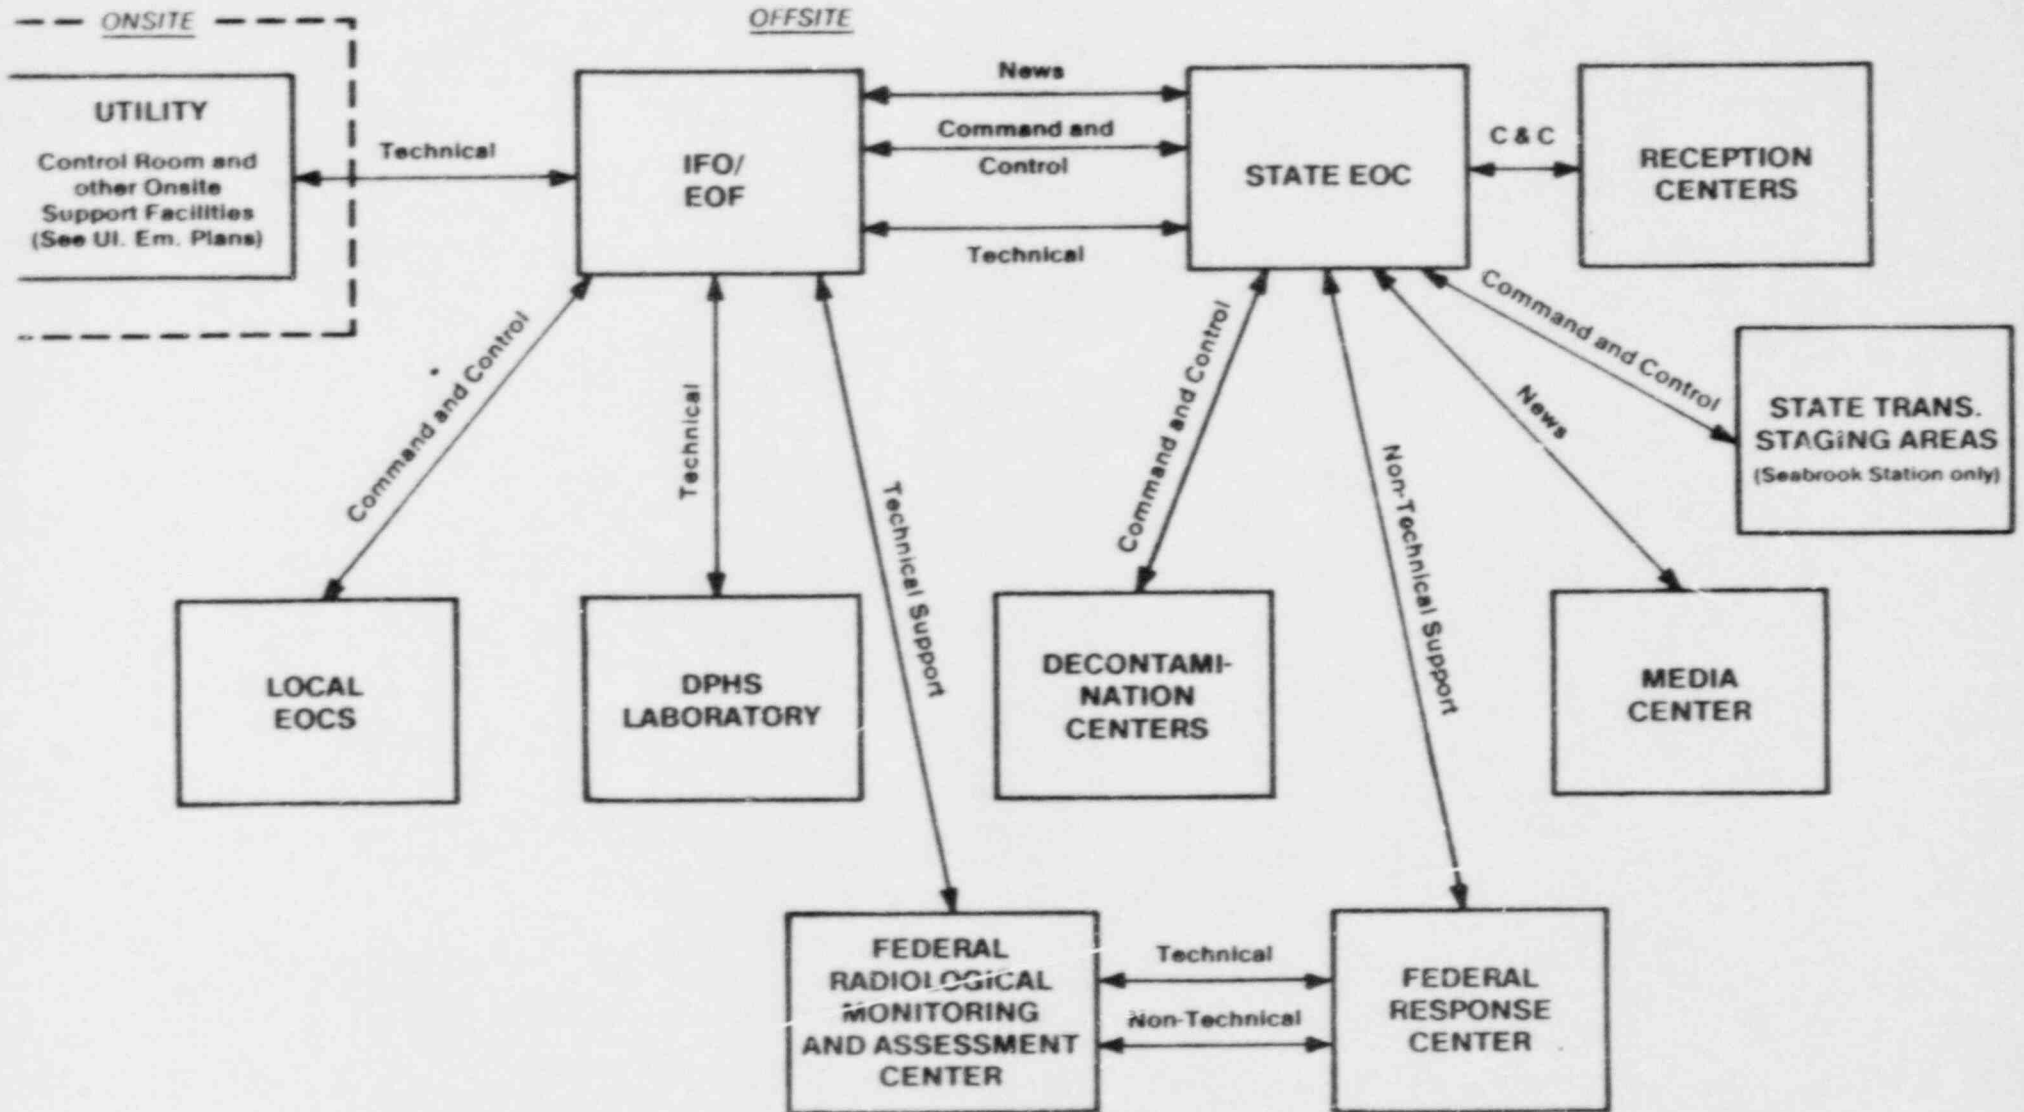 ONSITE
OFFSITE
UTILITY
Control Room and
other Onsite
Support Facilities
(See Ul. Em. Plans)
Technical
IFO/
EOF
News
Command and
Control
Technical
STATE EOC
C & C
RECEPTION
CENTERS
Command and Control
Technical
Technical Support
Command and Control
Non-Technical Support
News
Command and Control
STATE TRANS.
STAGING AREAS
(Seabrook Station only)
LOCAL
EOCS
DPHS
LABORATORY
DECONTAMI-
NATION
CENTERS
MEDIA
CENTER
FEDERAL
RADIOLOGICAL
MONITORING
AND ASSESSMENT
CENTER
Technical
Non-Technical
FEDERAL
RESPONSE
CENTER